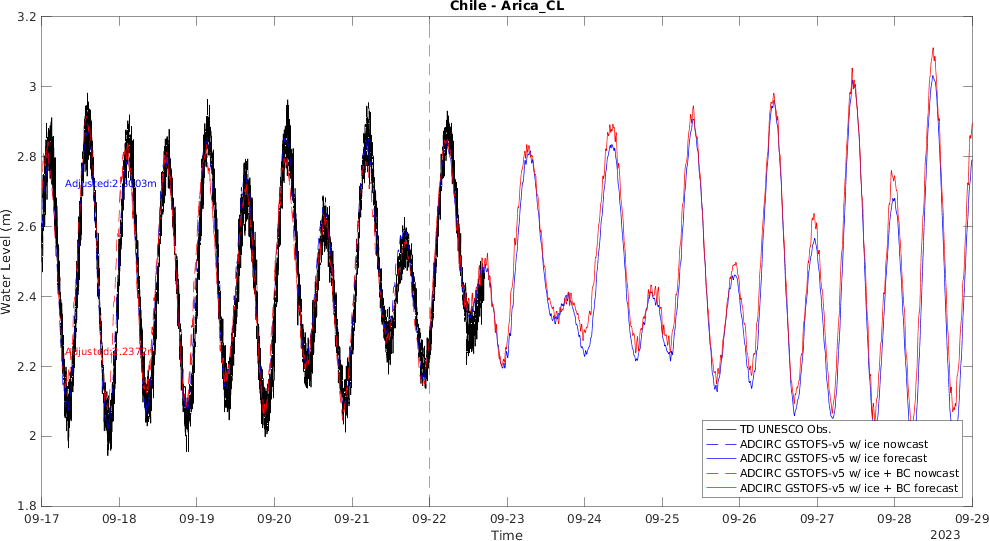 Chile - Arica_CL
3.2
3
2.8
2.6
2.4
2.2
2
1.8
Water Level (m)
TD UNESCO Obs.
ADCIRC GSTOFS-v5 w/ ice nowcast
ADCIRC GSTOFS-v5 w/ ice forecast
ADCIRC GSTOFS-v5 w/ ice + BC nowcast
ADCIRC GSTOFS-v5 w/ ice + BC forecast
09-17 09-18 09-19 09-20 09-21 09-22 09-23 09-24 09-25 09-26 09-27 09-28 09-29
Time
2023